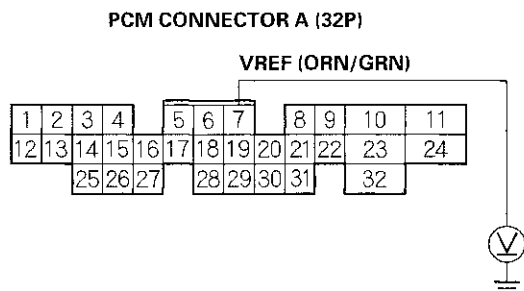 PCM CONNECTOR A (32P)
VREF (ORN/GRN)
1 2 3 4 5 6 7 8 9 10 11
12 13 14 15 16 17 18 19 20 21 22 23 24
25 26 27 28 29 30 31 32
V